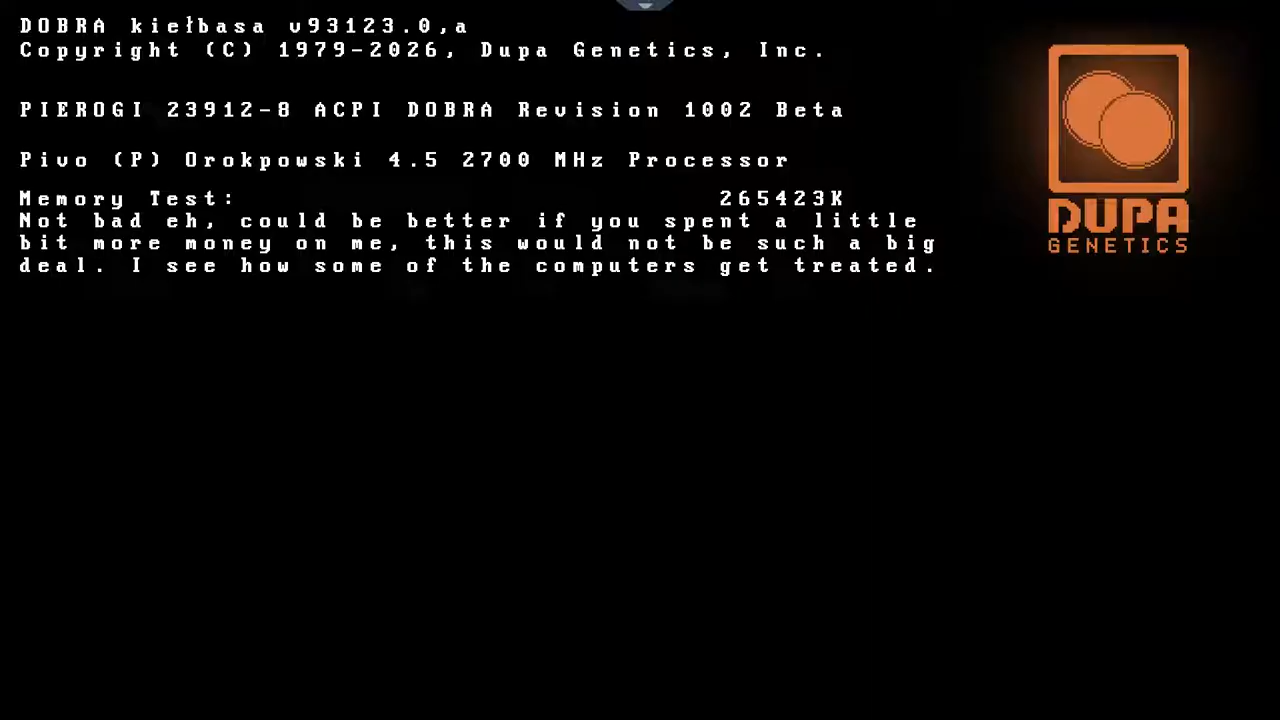 DOBRA kiełbasa v93123.0,a
Copyright (C) 1979-2026, Dupa Genetics, Inc.
PIEROGI 23912-8 ACPI DOBRA Revision 1002 Beta
Pivo (P) Orokpowski 4.5 2700 MHz Processor
Memory Test: 265423K
Not bad eh, could be better if you spent a little
bit more money on me, this would not be such a big
deal. I see how some of the computers get treated.
DUPA
GENETICS